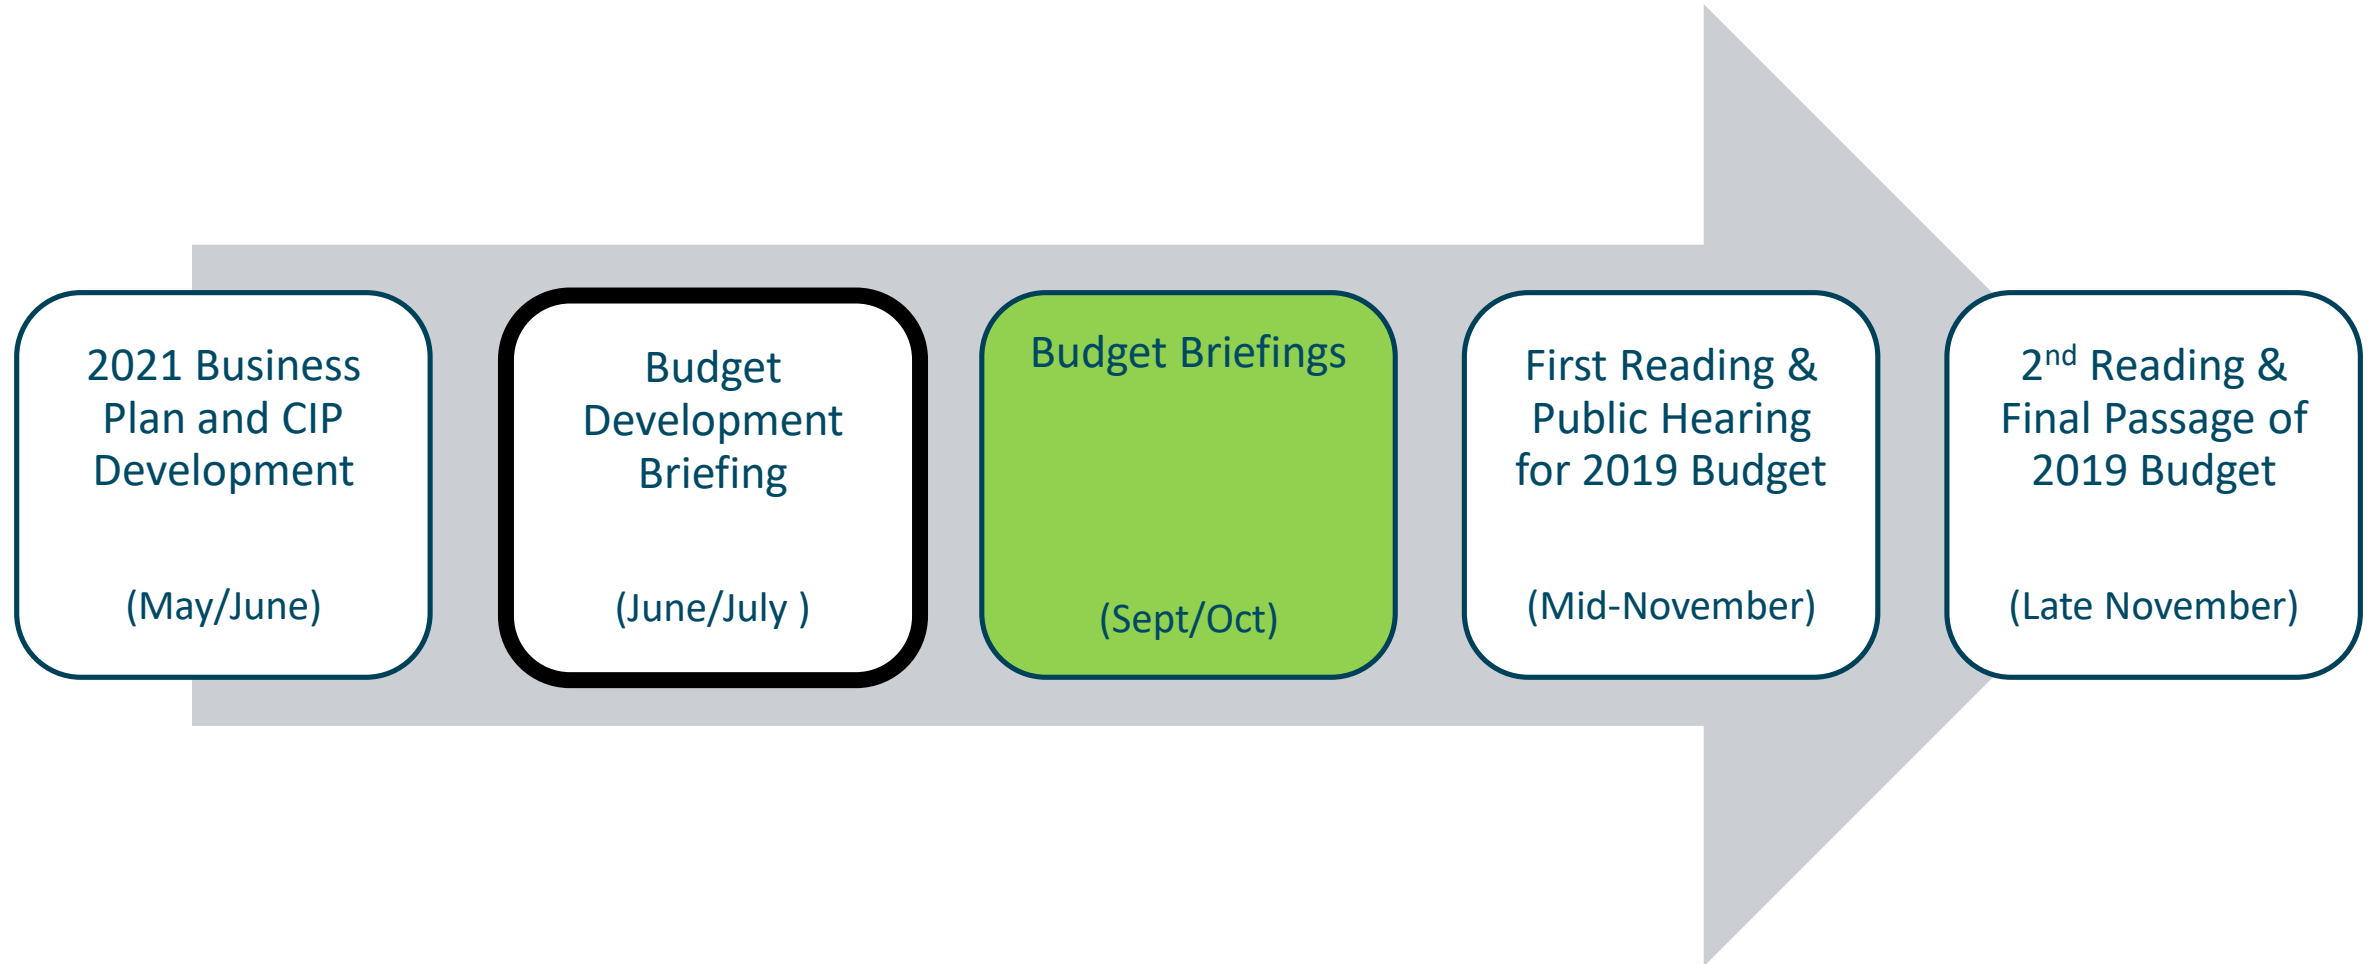 2021 Business
Plan and CIP
Development
(May/June)
Budget
Development
Briefing
(June/July )
Budget Briefings
(Sept/Oct)
First Reading &
Public Hearing
for 2019 Budget
(Mid-November)
2nd Reading &
Final Passage of
2019 Budget
(Late November)